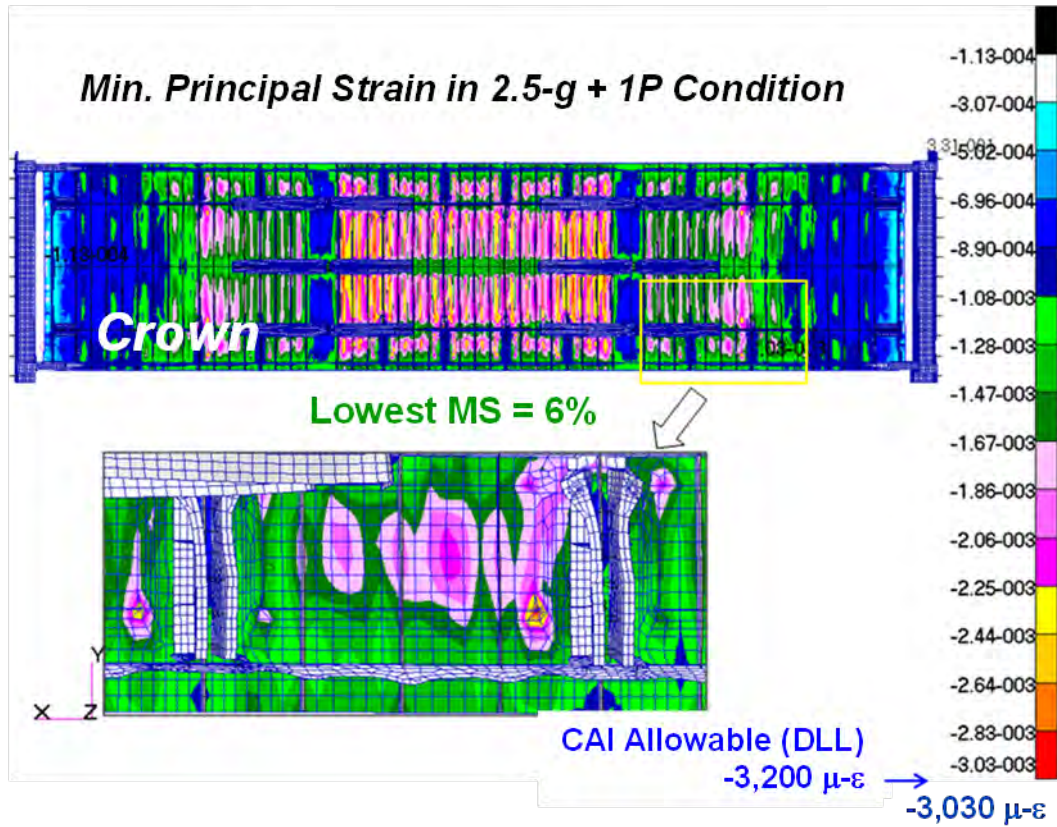 Min. Principal Strain in 2.5-g + 1P Condition
-1.13-004
-3.07-004
-5.02-004
-6.96-004
-8.90-004
-1.08-003
-1.28-003
-1.47-003
-1.67-003
-1.86-003
-2.06-003
-2.25-003
-2.44-003
-2.64-003
-2.83-003
-3.03-003
-1.13-004
Crown
Lowest MS = 6%
Y
X
Z
CAI Allowable (DLL)
-3,200 μ-ε
-3,030 μ-ε